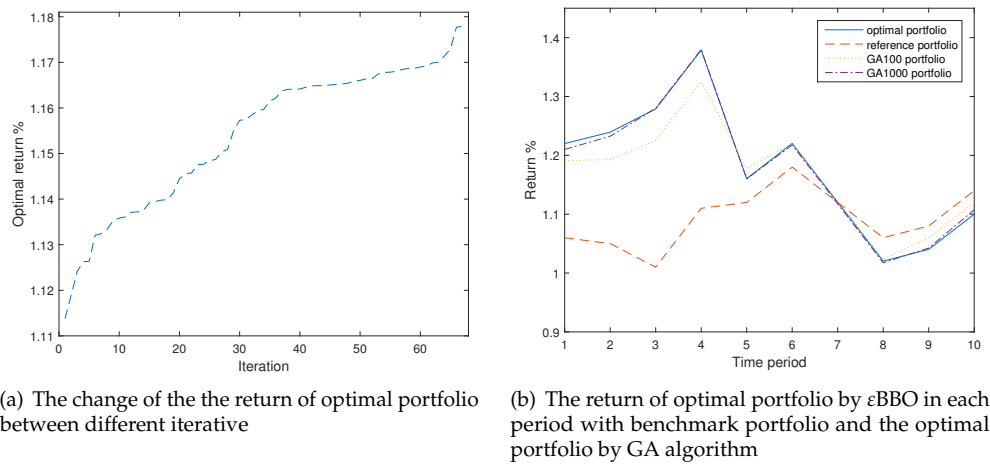 1.18
1.17
1.16
1.15
1.14
1.13
1.12
1.11
Optimal return %
0 10 20 30 40 50 60
Iteration
(a) The change of the the return of optimal portfolio
between different iterative
1.4
1.3
1.2
1.1
1
0.9
Return %
optimal portfolio
reference portfolio
GA100 portfolio
GA1000 portfolio
1 2 3 4 5 6 7 8 9 10
Time period
(b) The return of optimal portfolio by εBBO in each
period with benchmark portfolio and the optimal
portfolio by GA algorithm